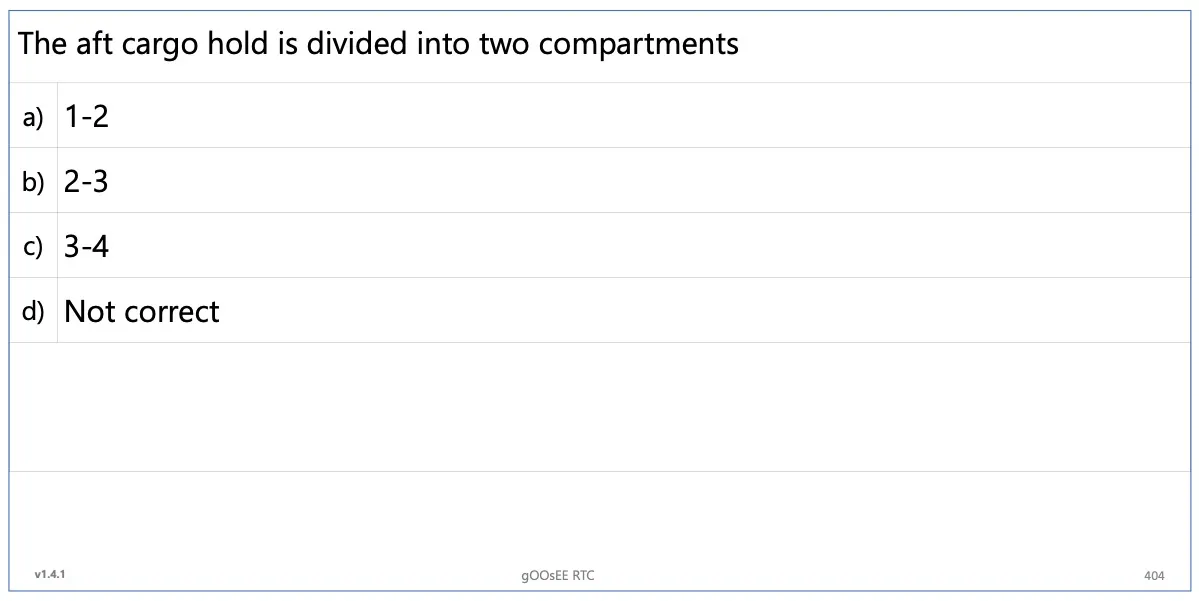 The aft cargo hold is divided into two compartments
a) 1-2
b) 2-3
c) 3-4
d) Not correct
v1.4.1 gOOsEE RTC 404